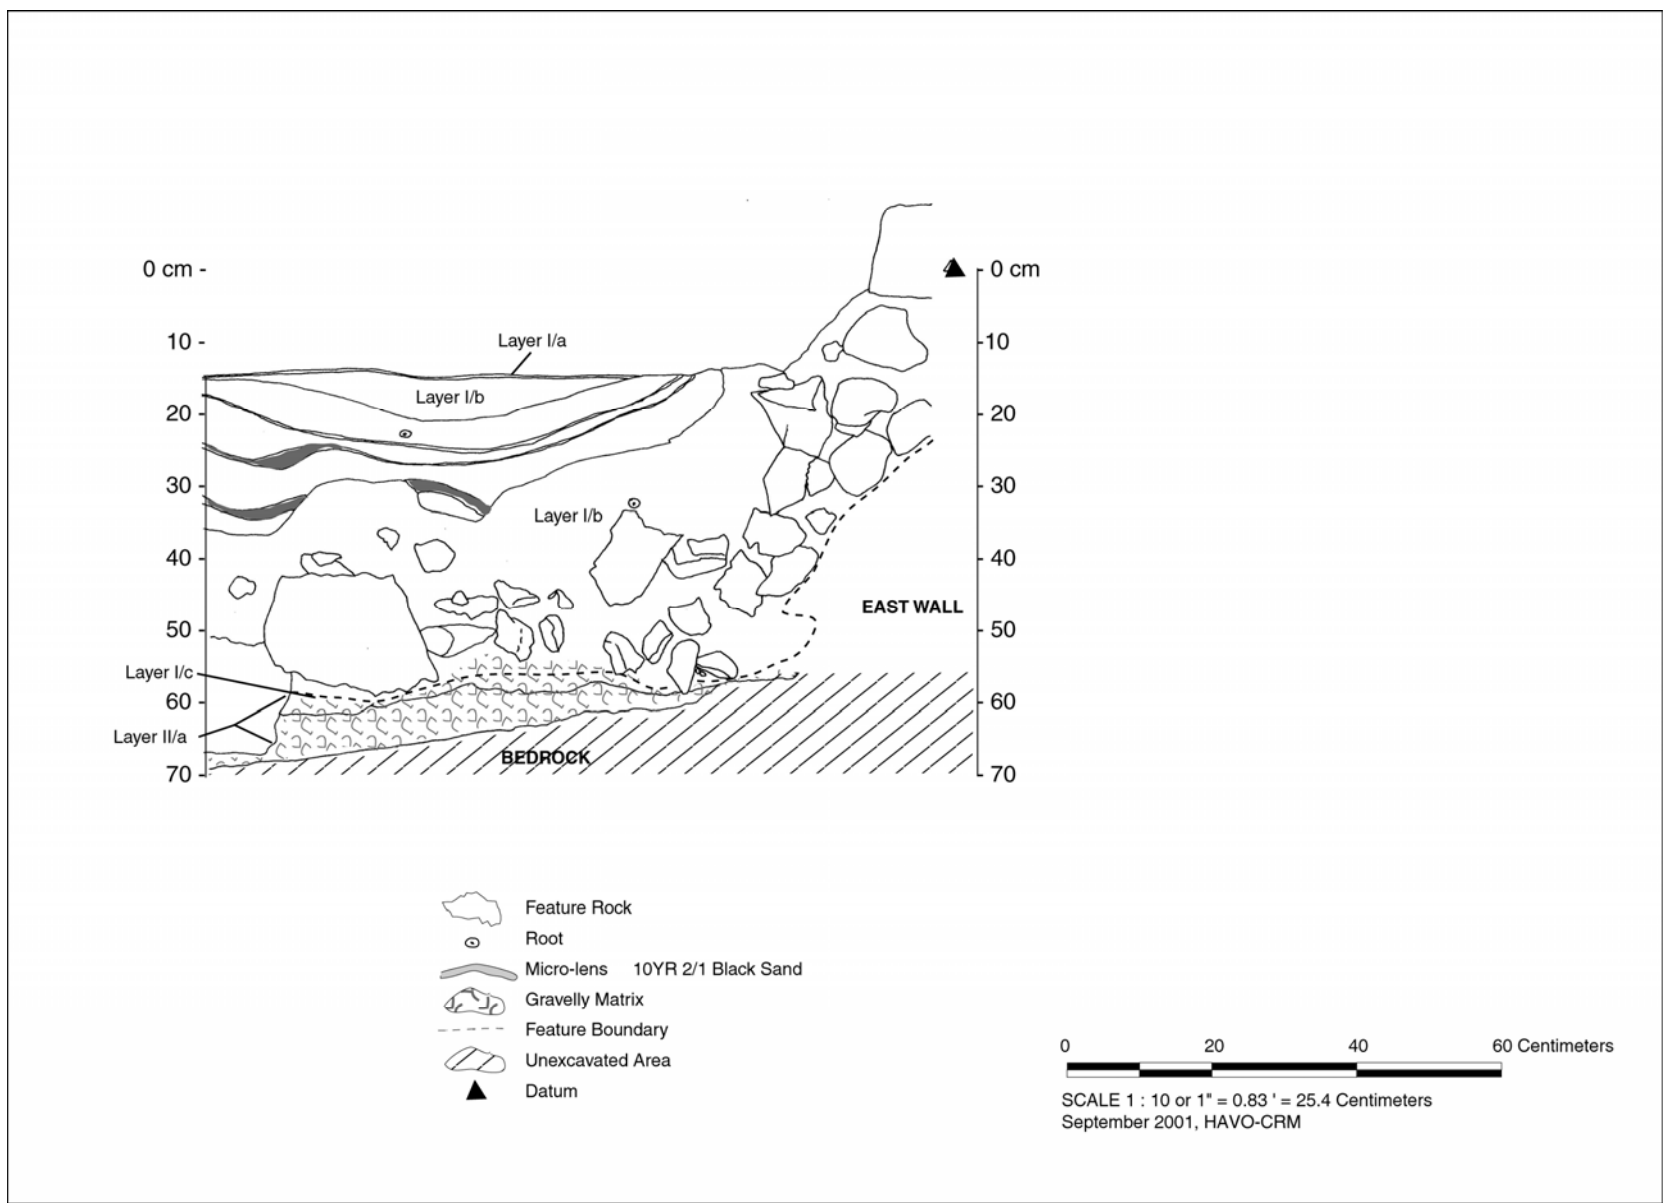 0 cm -
- 0 cm
10 -
- 10
Layer I/a
Layer I/b
20 -
- 20
30 -
- 30
Layer I/b
40 -
- 40
EAST WALL
50 -
- 50
Layer I/c
60 -
- 60
Layer II/a
BEDROCK
70 -
- 70
Feature Rock
Root
Micro-lens 10YR 2/1 Black Sand
Gravelly Matrix
Feature Boundary
Unexcavated Area
Datum
0 20 40 60 Centimeters
SCALE 1 : 10 or 1" = 0.83 ' = 25.4 Centimeters
September 2001, HAVO-CRM